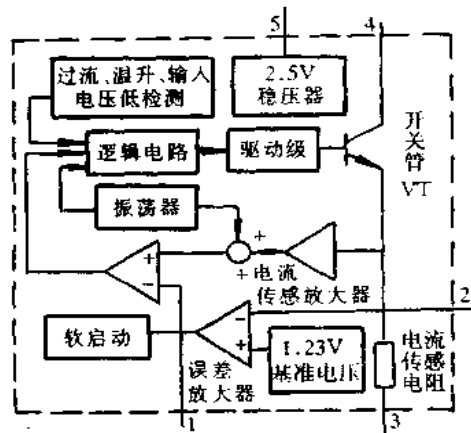 5
4
过流、温升、输入
电压低检测
2.5V
稳压器
开
关
管
VT
逻辑电路
驱动级
振荡器
+
+
+
−
电流
传感放大器
2
软启动
−
+
误差
放大器
1.23V
基准电压
电流
传感
电阻
1
3